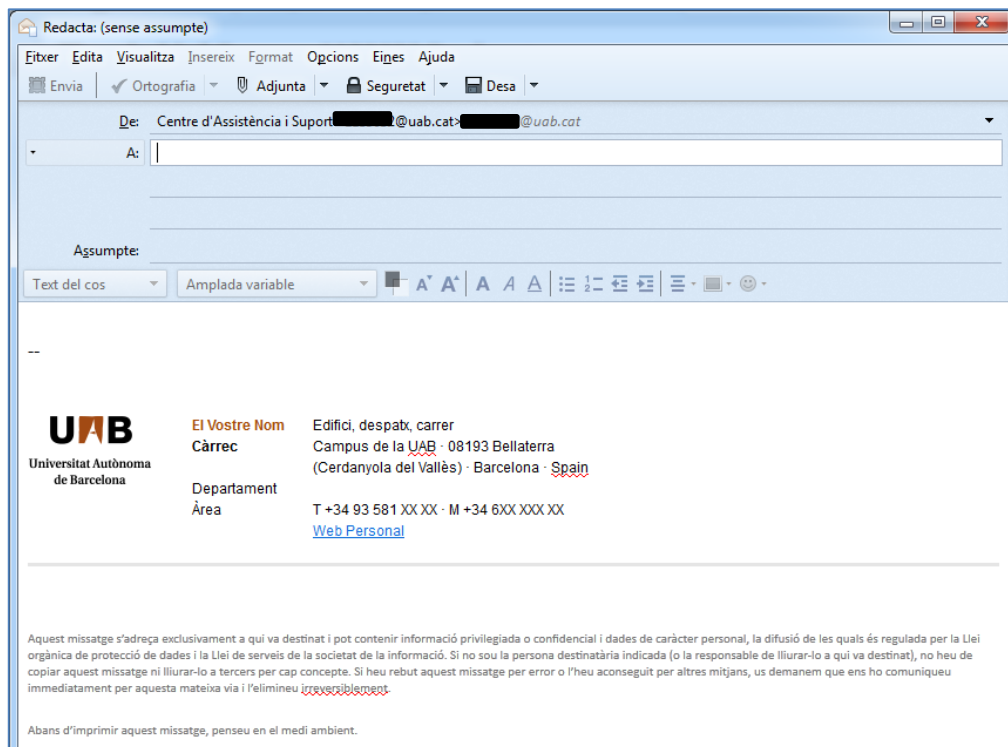 Redacta: (sense assumpte)
Fitxer Edita Visualitza Insereix Format Opcions Eines Ajuda
Envia Ortografia Adjunta Seguretat Desa
De: Centre d'Assistència i Suport @uab.cat> @uab.cat
A:
Assumpte:
Text del cos Amplada variable
--
UAB
Universitat Autònoma
de Barcelona
El Vostre Nom Edifici, despatx, carrer
Càrrec Campus de la UAB · 08193 Bellaterra
(Cerdanyola del Vallès) · Barcelona · Spain
Departament
Àrea T +34 93 581 XX XX · M +34 6XX XXX XX
Web Personal
Aquest missatge s’adreça exclusivament a qui va destinat i pot contenir informació privilegiada o confidencial i dades de caràcter personal, la difusió de les quals és regulada per la Llei
orgànica de protecció de dades i la Llei de serveis de la societat de la informació. Si no sou la persona destinatària indicada (o la responsable de lliurar-lo a qui va destinat), no heu de
copiar aquest missatge ni lliurar-lo a tercers per cap concepte. Si heu rebut aquest missatge per error o l’heu aconseguit per altres mitjans, us demanem que ens ho comuniqueu
immediatament per aquesta mateixa via i l’elimineu irreversiblement.
Abans d’imprimir aquest missatge, penseu en el medi ambient.